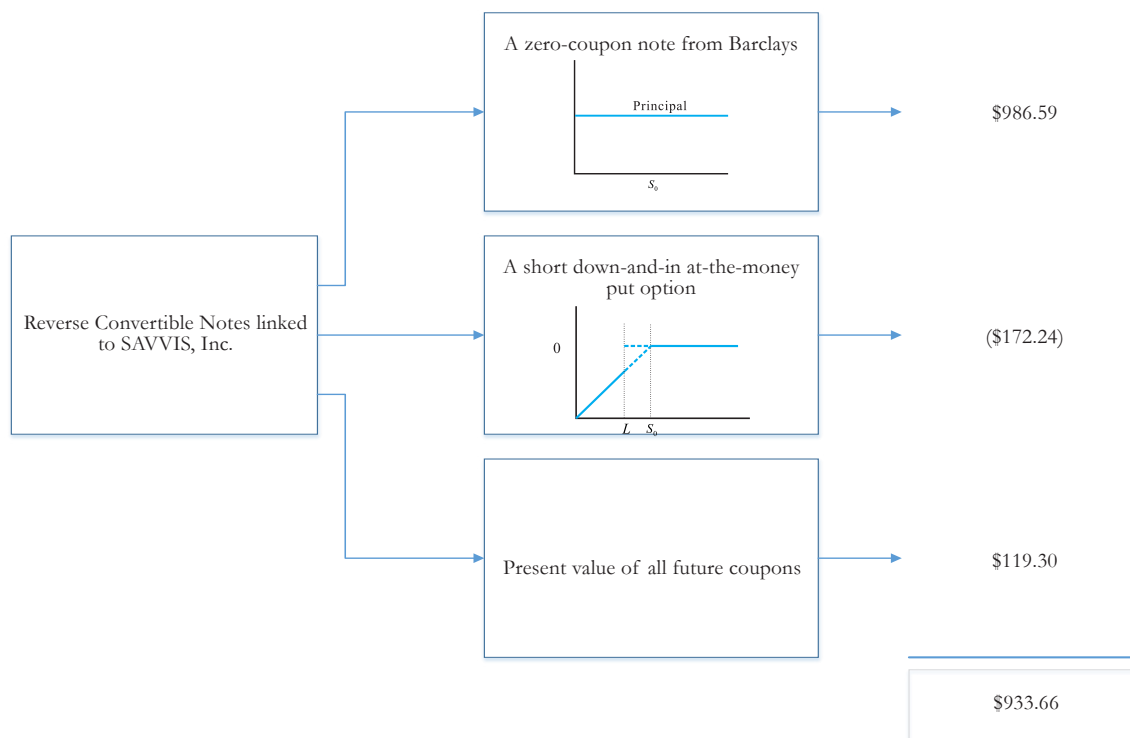 A zero-coupon note from Barclays
Principal
S₀
$986.59
Reverse Convertible Notes linked
to SAVVIS, Inc.
A short down-and-in at-the-money
put option
0
L S₀
($172.24)
Present value of all future coupons
$119.30
$933.66